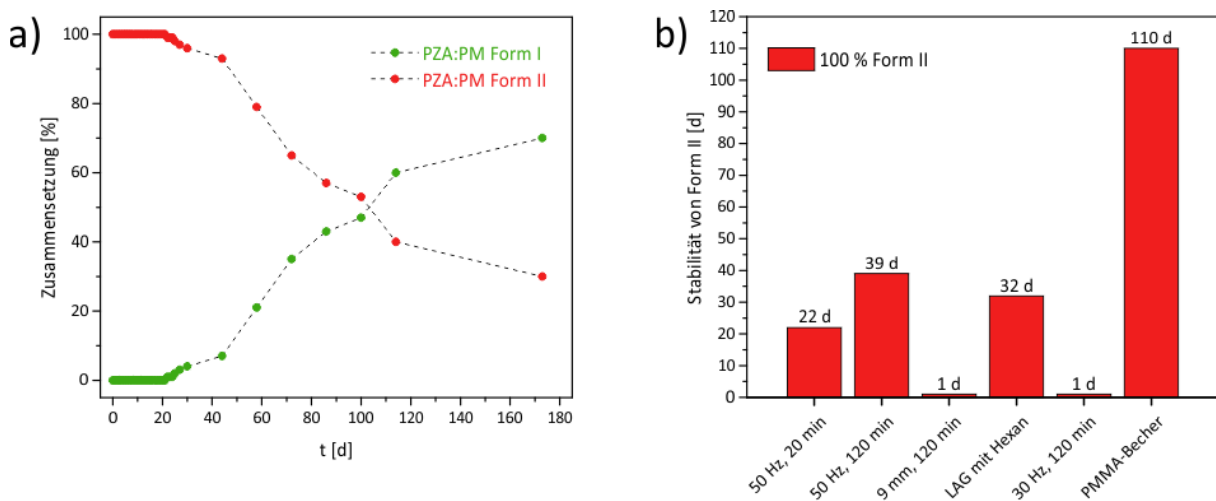 a)
100
80
60
40
20
0
Zusammensetzung [%]
PZA:PM Form I
PZA:PM Form II
0 20 40 60 80 100 120 140 160 180
t [d]
b)
120
110
100
90
80
70
60
50
40
30
20
10
0
Stabilität von Form II [d]
100 % Form II
22 d
39 d
1 d
32 d
1 d
110 d
50 Hz, 20 min
50 Hz, 120 min
9 mm, 120 min
LAG mit Hexan
30 Hz, 120 min
PMMA-Becher